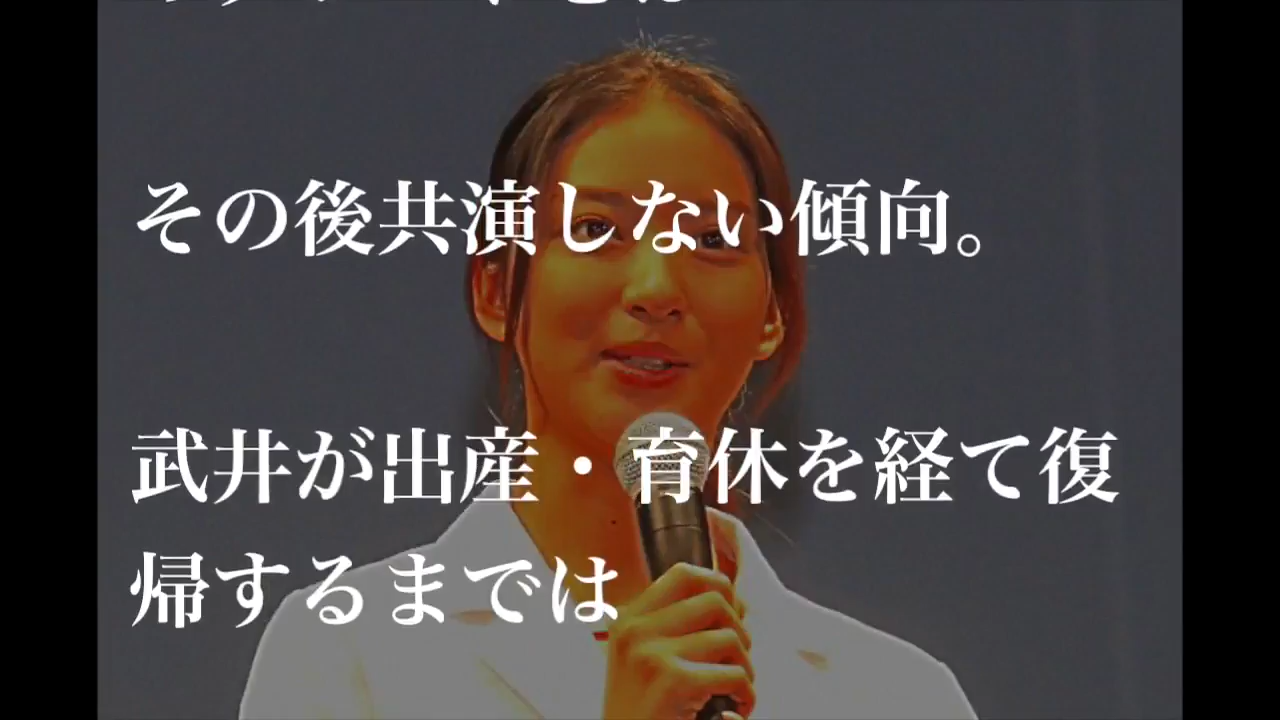 その後共演しない傾向。
武井が出産・育休を経て復
帰するまでは